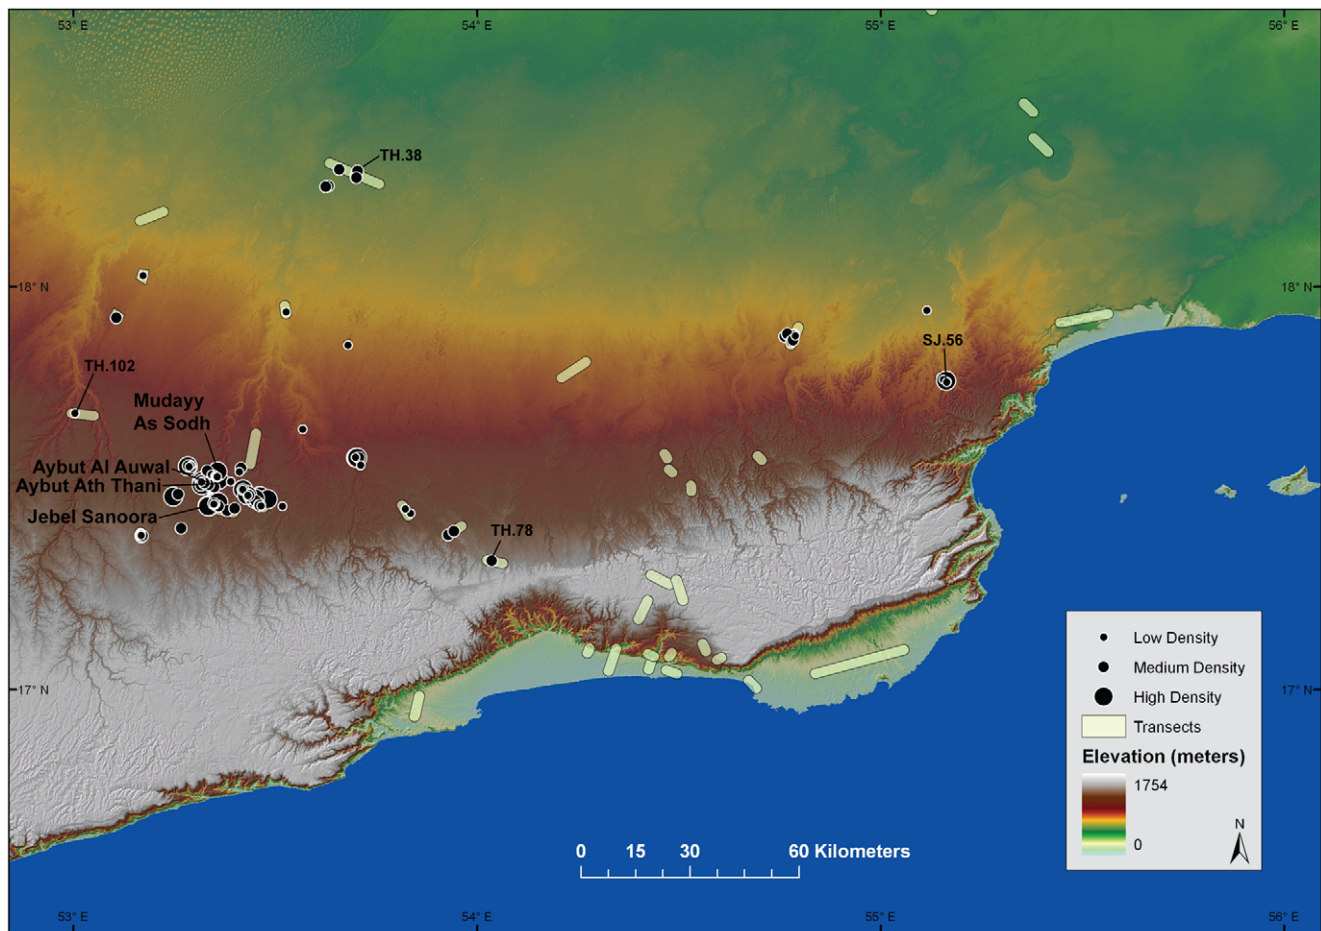 53° E
54° E
55° E
56° E
TH.38
18° N
18° N
SJ.56
TH.102
Mudayy
As Sodh
Aybut Al Auwal
Aybut Ath Thani
Jebel Sanoora
TH.78
17° N
17° N
Low Density
Medium Density
High Density
Transects
Elevation (meters)
1754
0
N
0 15 30 60 Kilometers
53° E
54° E
55° E
56° E